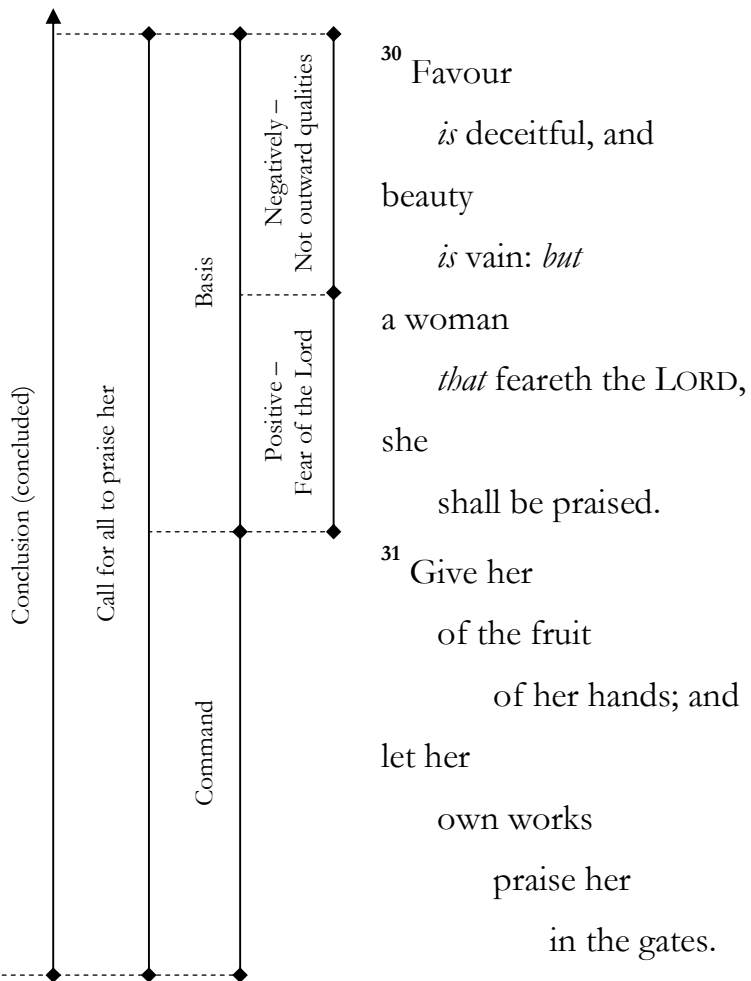 Conclusion (concluded)
Call for all to praise her
Basis
Command
Negatively –
Not outward qualities
Positive –
Fear of the Lord
30 Favour
is deceitful, and
beauty
is vain: but
a woman
that feareth the LORD,
she
shall be praised.
31 Give her
of the fruit
of her hands; and
let her
own works
praise her
in the gates.